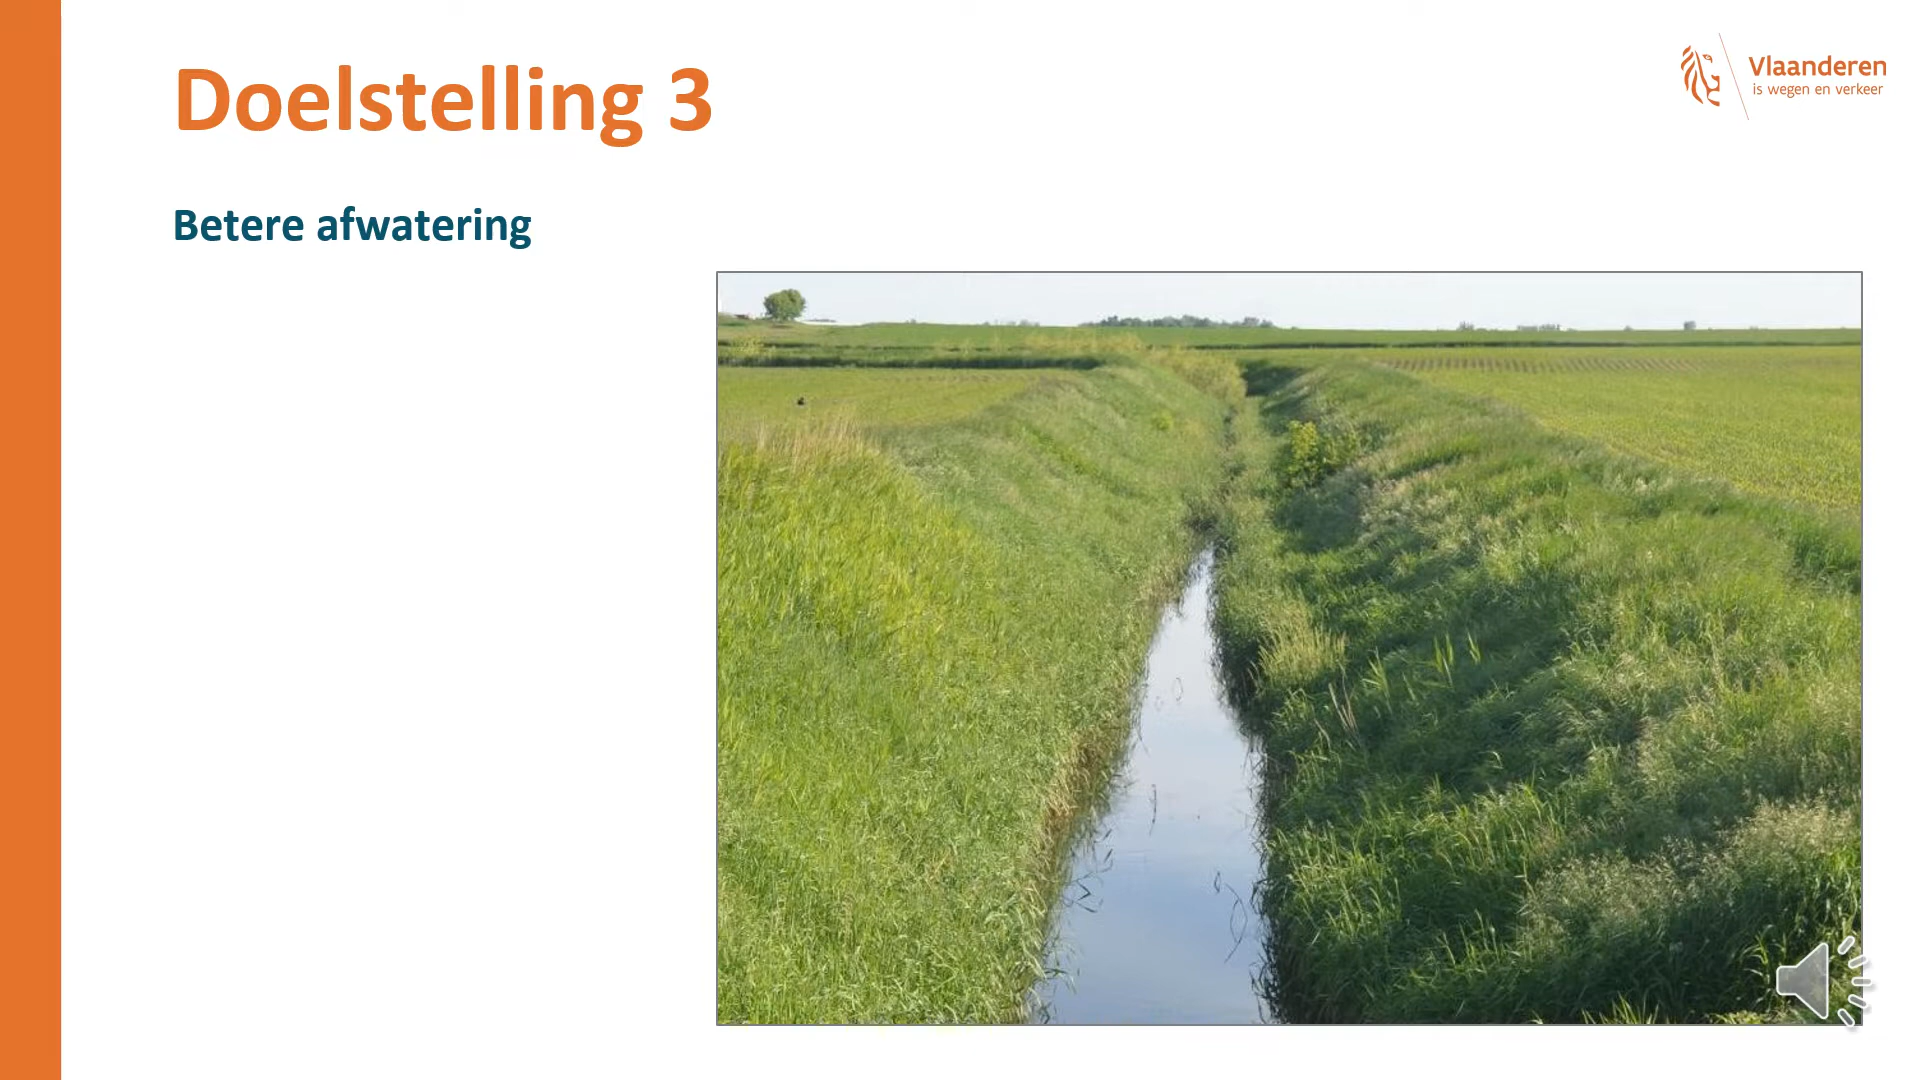 Doelstelling 3
Vlaanderen
is wegen en verkeer
Betere afwatering